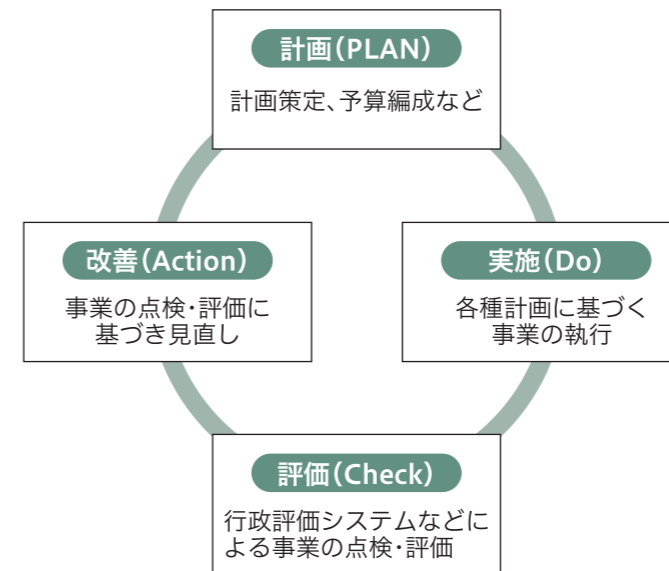 計画(PLAN)
計画策定、予算編成など
改善(Action)
事業の点検・評価に
基づき見直し
実施(Do)
各種計画に基づく
事業の執行
評価(Check)
行政評価システムなどに
よる事業の点検・評価